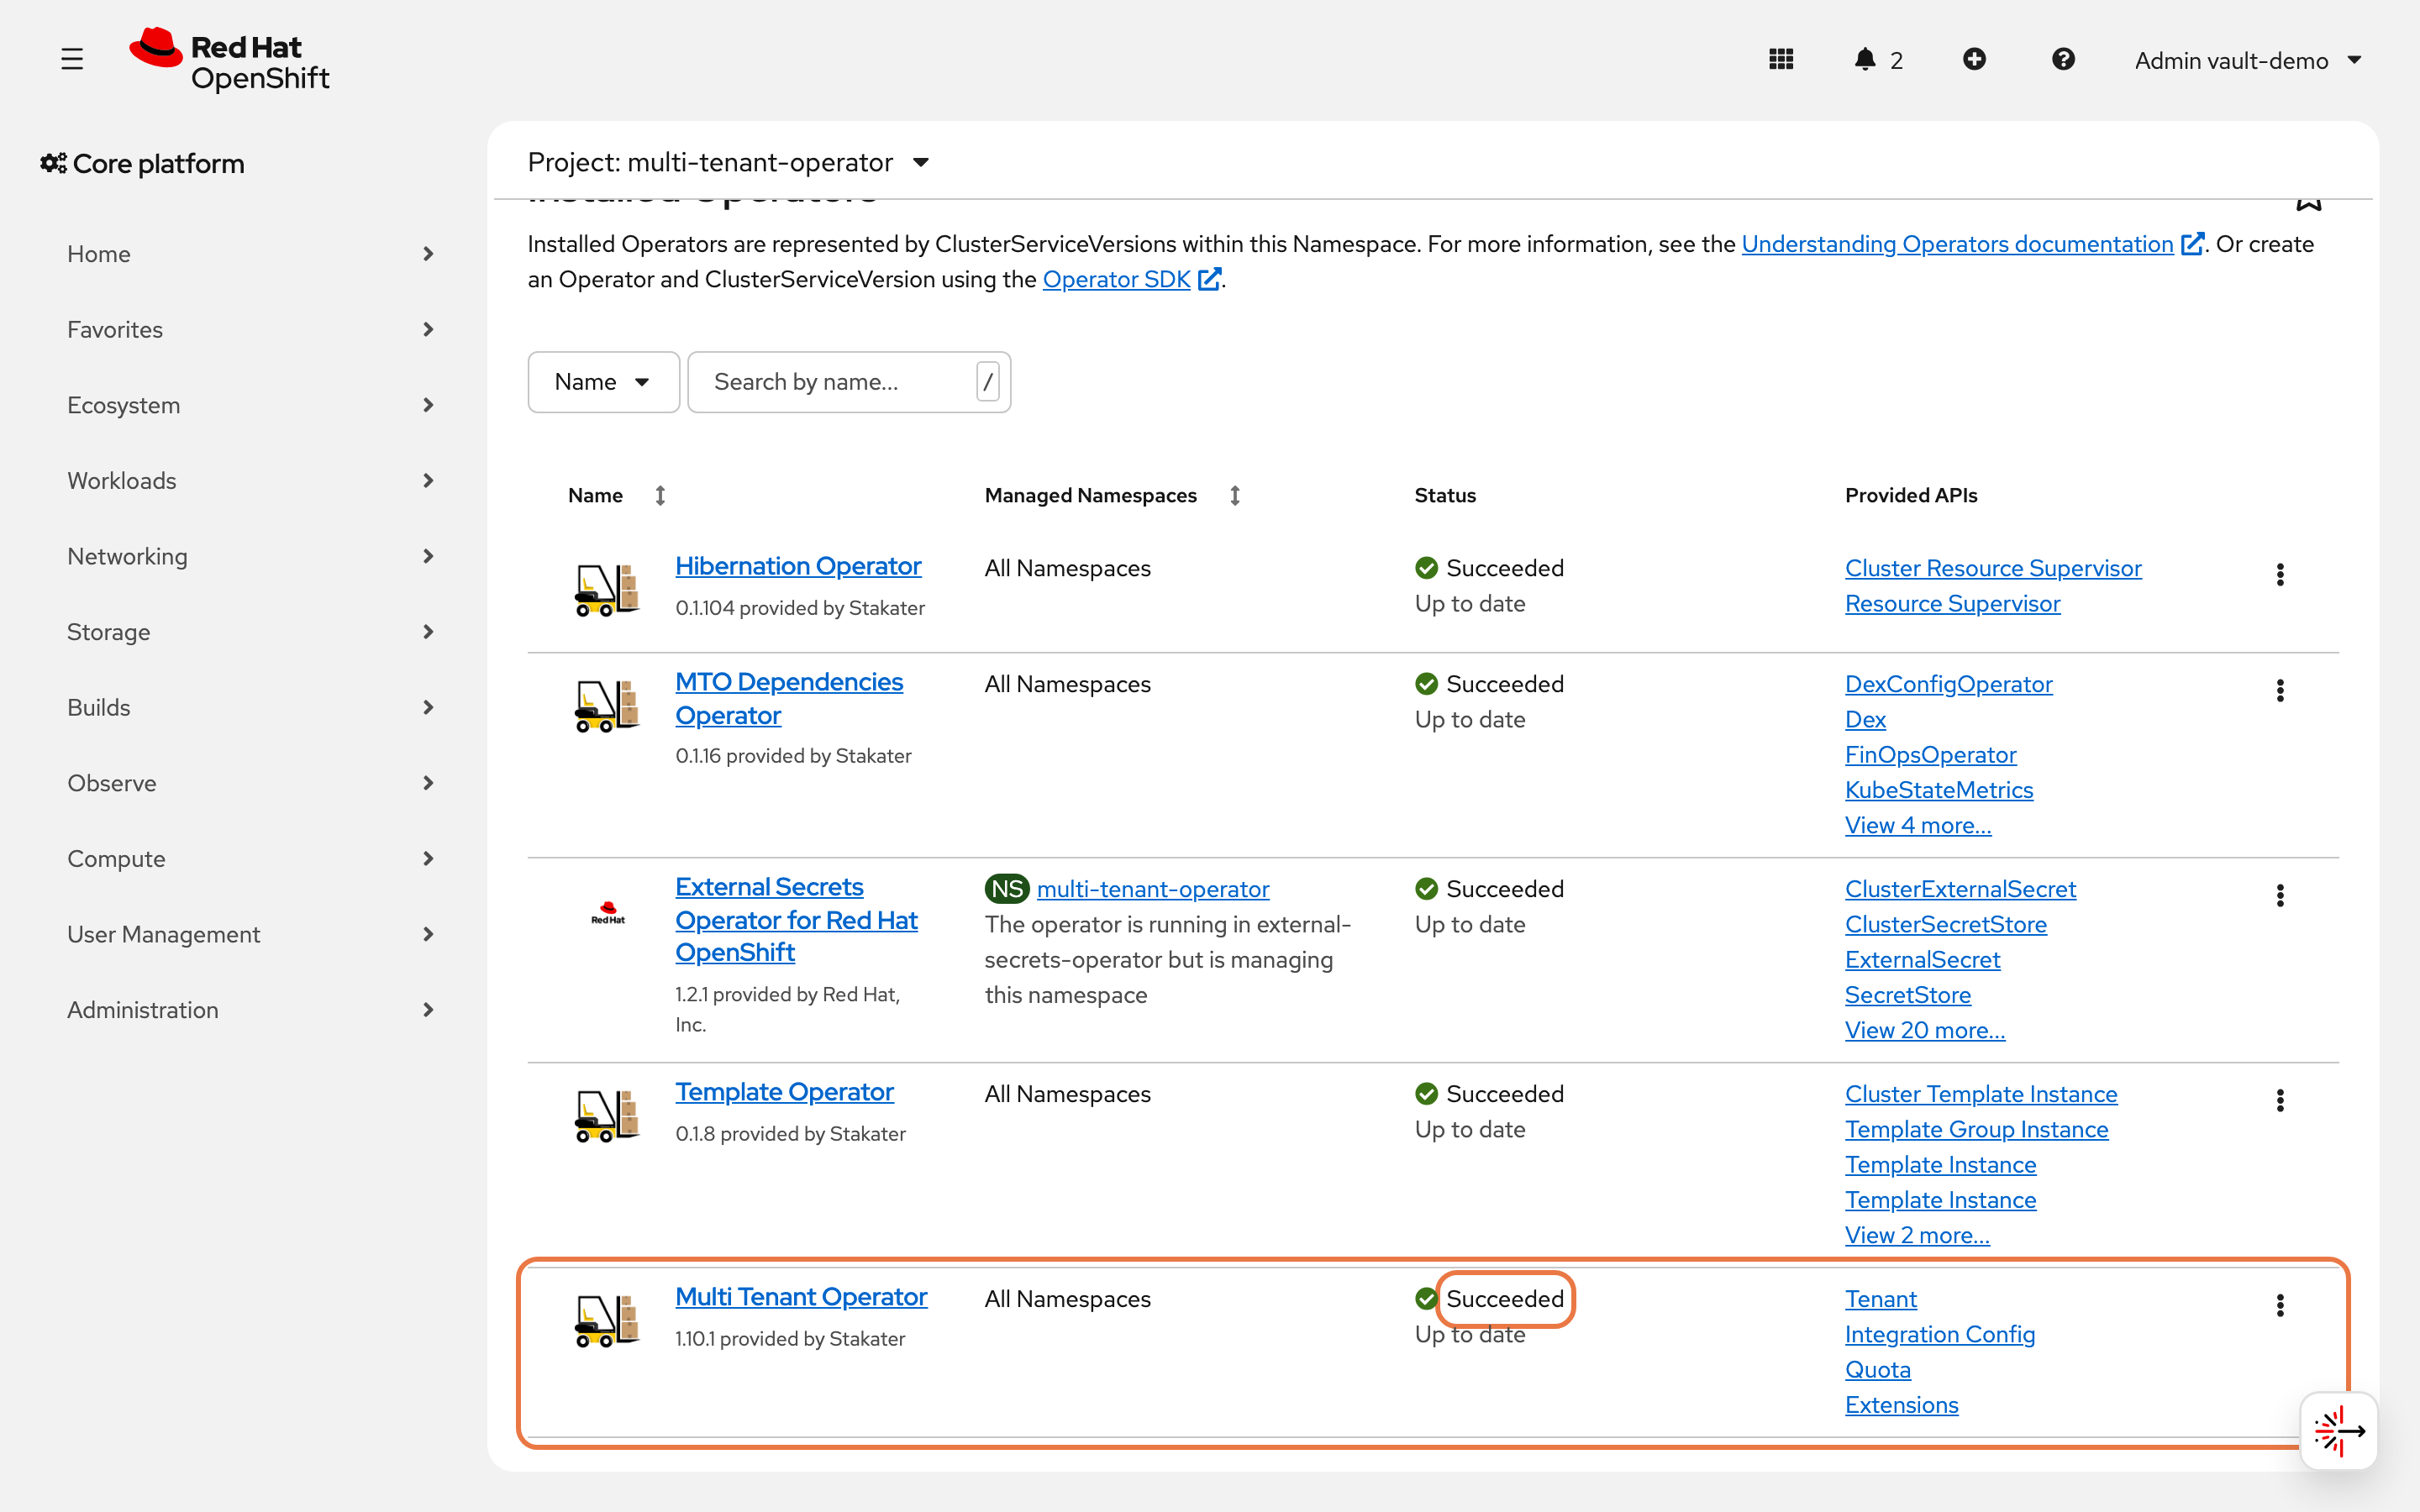 Red Hat
OpenShift
2
Admin vault-demo
Core platform
Home
Favorites
Ecosystem
Workloads
Networking
Storage
Builds
Observe
Compute
User Management
Administration
Project: multi-tenant-operator
Installed Operators
Installed Operators are represented by ClusterServiceVersions within this Namespace. For more information, see the Understanding Operators documentation. Or create
an Operator and ClusterServiceVersion using the Operator SDK.
Name Search by name... /
Name Managed Namespaces Status Provided APIs
Hibernation Operator
0.1.104 provided by Stakater
All Namespaces
Succeeded
Up to date
Cluster Resource Supervisor
Resource Supervisor
MTO Dependencies
Operator
0.1.16 provided by Stakater
All Namespaces
Succeeded
Up to date
DexConfigOperator
Dex
FinOpsOperator
KubeStateMetrics
View 4 more...
Red Hat
External Secrets
Operator for Red Hat
OpenShift
1.2.1 provided by Red Hat,
Inc.
NS multi-tenant-operator
The operator is running in external-
secrets-operator but is managing
this namespace
Succeeded
Up to date
ClusterExternalSecret
ClusterSecretStore
ExternalSecret
SecretStore
View 20 more...
Template Operator
0.1.8 provided by Stakater
All Namespaces
Succeeded
Up to date
Cluster Template Instance
Template Group Instance
Template Instance
Template Instance
View 2 more...
Multi Tenant Operator
1.10.1 provided by Stakater
All Namespaces
Succeeded
Up to date
Tenant
Integration Config
Quota
Extensions